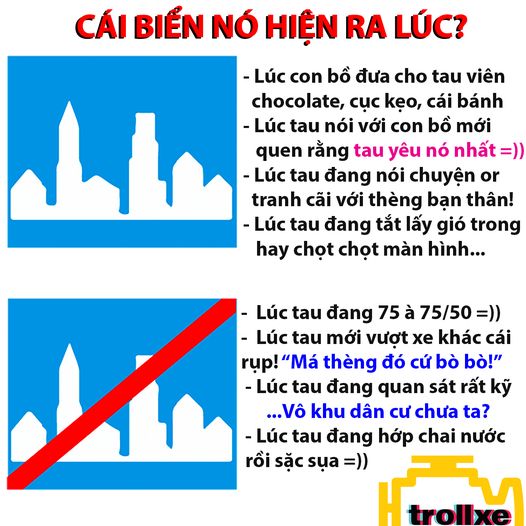 CÁI BIỂN NÓ HIỆN RA LÚC?
- Lúc con bồ đưa cho tau viên
chocolate, cục kẹo, cái bánh
- Lúc tau nói với con bồ mới
quen rằng tau yêu nó nhất =))
- Lúc tau đang nói chuyện or
tranh cãi với thèng bạn thân!
- Lúc tau đang tắt lấy gió trong
hay chọt chọt màn hình...
- Lúc tau đang 75 à 75/50 =))
- Lúc tau mới vượt xe khác cái
rụp! “Má thèng đó cứ bò bò!”
- Lúc tau đang quan sát rất kỹ
...Vô khu dân cư chưa ta?
- Lúc tau đang hớp chai nước
rồi sặc sụa =))
trollxe